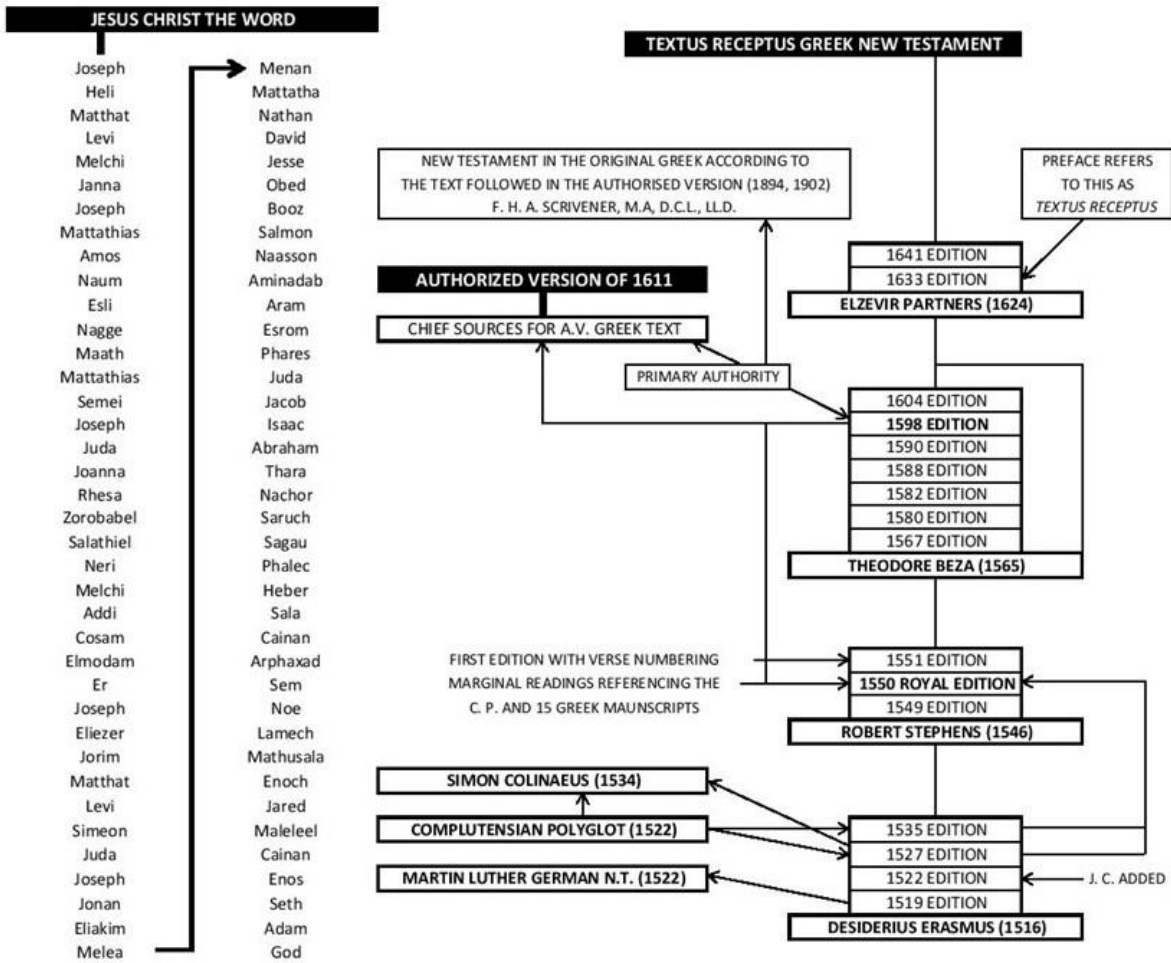 JESUS CHRIST THE WORD
Joseph
Heli
Matthat
Levi
Melchi
Janna
Joseph
Mattathias
Amos
Naum
Esli
Nagge
Maath
Mattathias
Semei
Joseph
Juda
Joanna
Rhesa
Zorobabel
Salathiel
Neri
Melchi
Addi
Cosam
Elmodam
Er
Joseph
Eliezer
Jorim
Matthat
Levi
Simeon
Juda
Joseph
Jonan
Eliakim
Melea
Menan
Mattatha
Nathan
David
Jesse
Obed
Booz
Salmon
Naasson
Aminadab
Aram
Esrom
Phares
Juda
Jacob
Isaac
Abraham
Thara
Nachor
Saruch
Sagau
Phalec
Heber
Sala
Cainan
Arphaxad
Sem
Noe
Lamech
Mathusala
Enoch
Jared
Maleleel
Cainan
Enos
Seth
Adam
God
TEXTUS RECEPTUS GREEK NEW TESTAMENT
NEW TESTAMENT IN THE ORIGINAL GREEK ACCORDING TO
THE TEXT FOLLOWED IN THE AUTHORISED VERSION (1894, 1902)
F. H. A. SCRIVENER, M.A, D.C.L., LL.D.
PREFACE REFERS
TO THIS AS
TEXTUS RECEPTUS
1641 EDITION
1633 EDITION
ELZEVIR PARTNERS (1624)
AUTHORIZED VERSION OF 1611
CHIEF SOURCES FOR A.V. GREEK TEXT
PRIMARY AUTHORITY
1604 EDITION
1598 EDITION
1590 EDITION
1588 EDITION
1582 EDITION
1580 EDITION
1567 EDITION
THEODORE BEZA (1565)
FIRST EDITION WITH VERSE NUMBERING
MARGINAL READINGS REFERENCING THE
C. P. AND 15 GREEK MAUNSCRIPTS
1551 EDITION
1550 ROYAL EDITION
1549 EDITION
ROBERT STEPHENS (1546)
SIMON COLINAEUS (1534)
COMPLUTENSIAN POLYGLOT (1522)
MARTIN LUTHER GERMAN N.T. (1522)
1535 EDITION
1527 EDITION
1522 EDITION
1519 EDITION
DESIDERIUS ERASMUS (1516)
J. C. ADDED